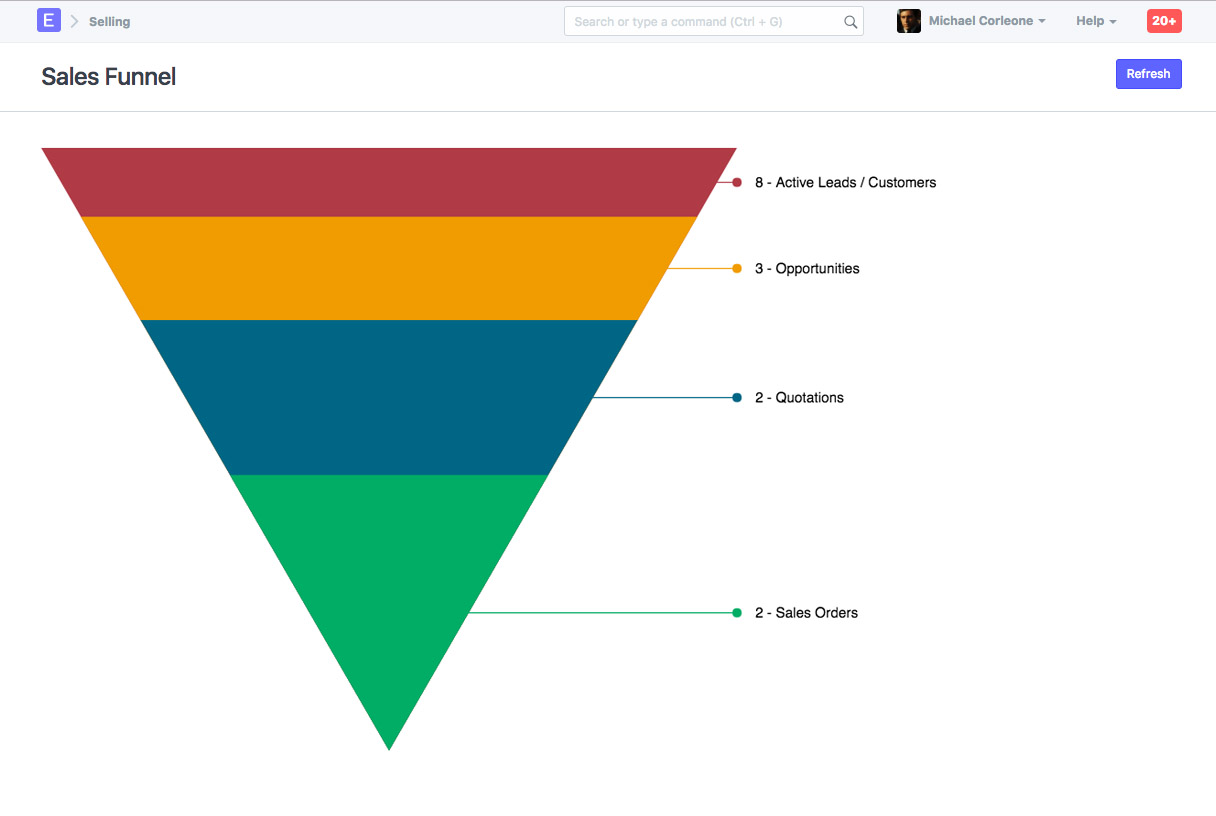 E
Selling
Search or type a command (Ctrl + G)
Michael Corleone
Help
20+
Sales Funnel
Refresh
8 - Active Leads / Customers
3 - Opportunities
2 - Quotations
2 - Sales Orders